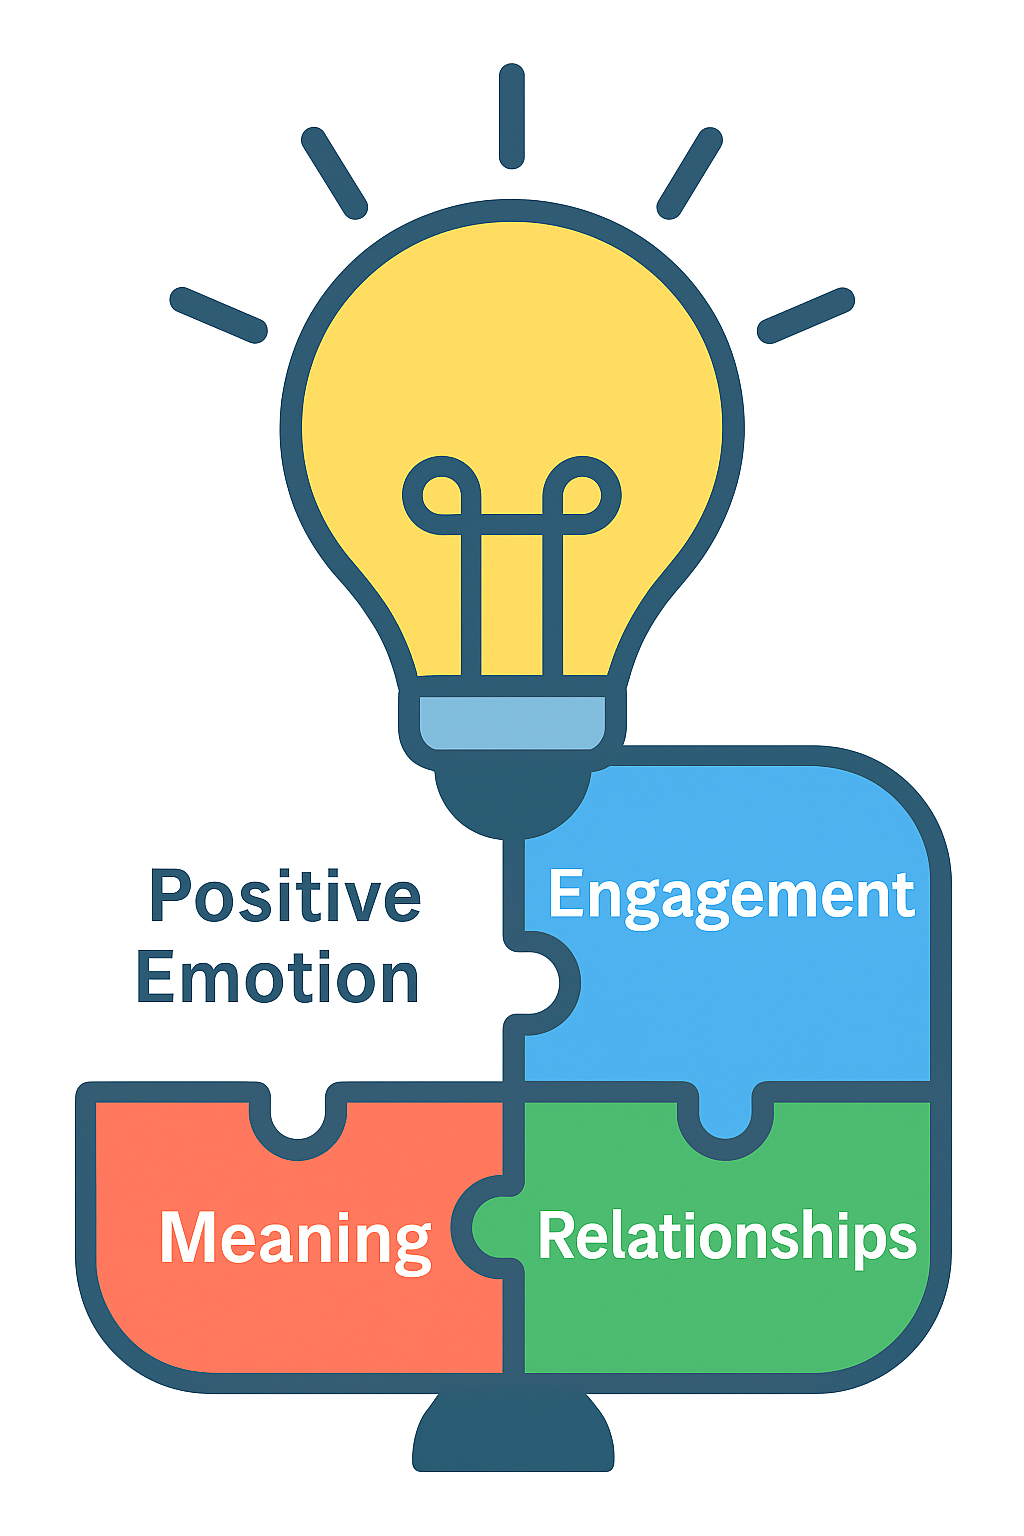 Positive
Emotion
Engagement
Meaning
Relationships